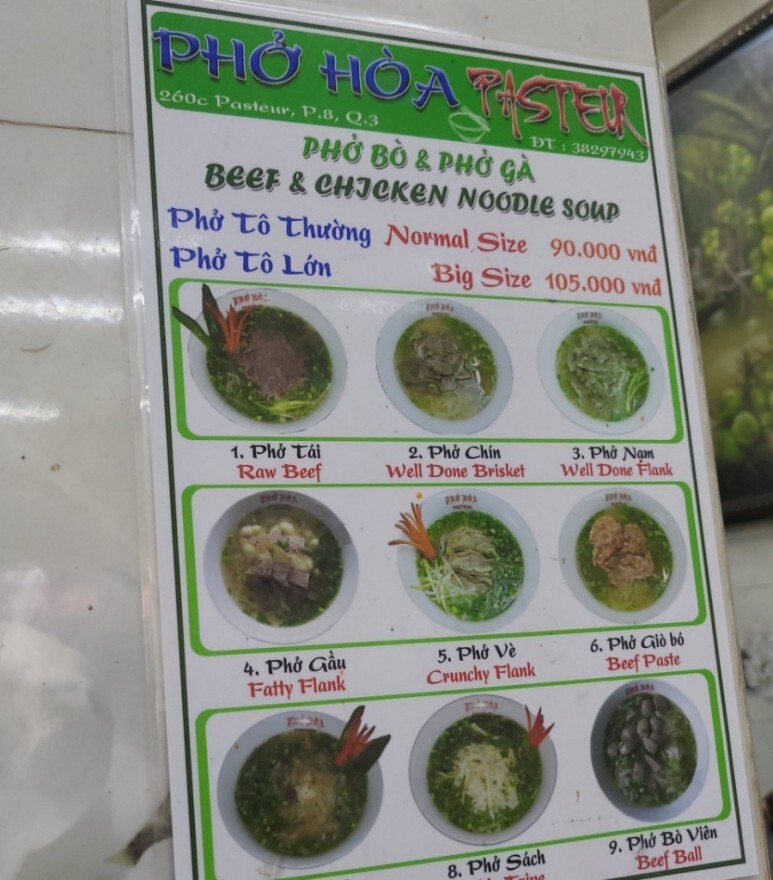 PHỞ HÒA PASTEUR
260c Pasteur, P.8, Q.3
ĐT : 38297943
PHỞ BÒ & PHỞ GÀ
BEEF & CHICKEN NOODLE SOUP
Phở Tô Thường Normal Size 90.000 vnđ
Phở Tô Lớn Big Size 105.000 vnđ
1. Phở Tái
Raw Beef
2. Phở Chín
Well Done Brisket
3. Phở Nạm
Well Done Flank
4. Phở Gầu
Fatty Flank
5. Phở Vè
Crunchy Flank
6. Phở Giò bó
Beef Paste
8. Phở Sách
9. Phở Bò Viên
Beef Ball